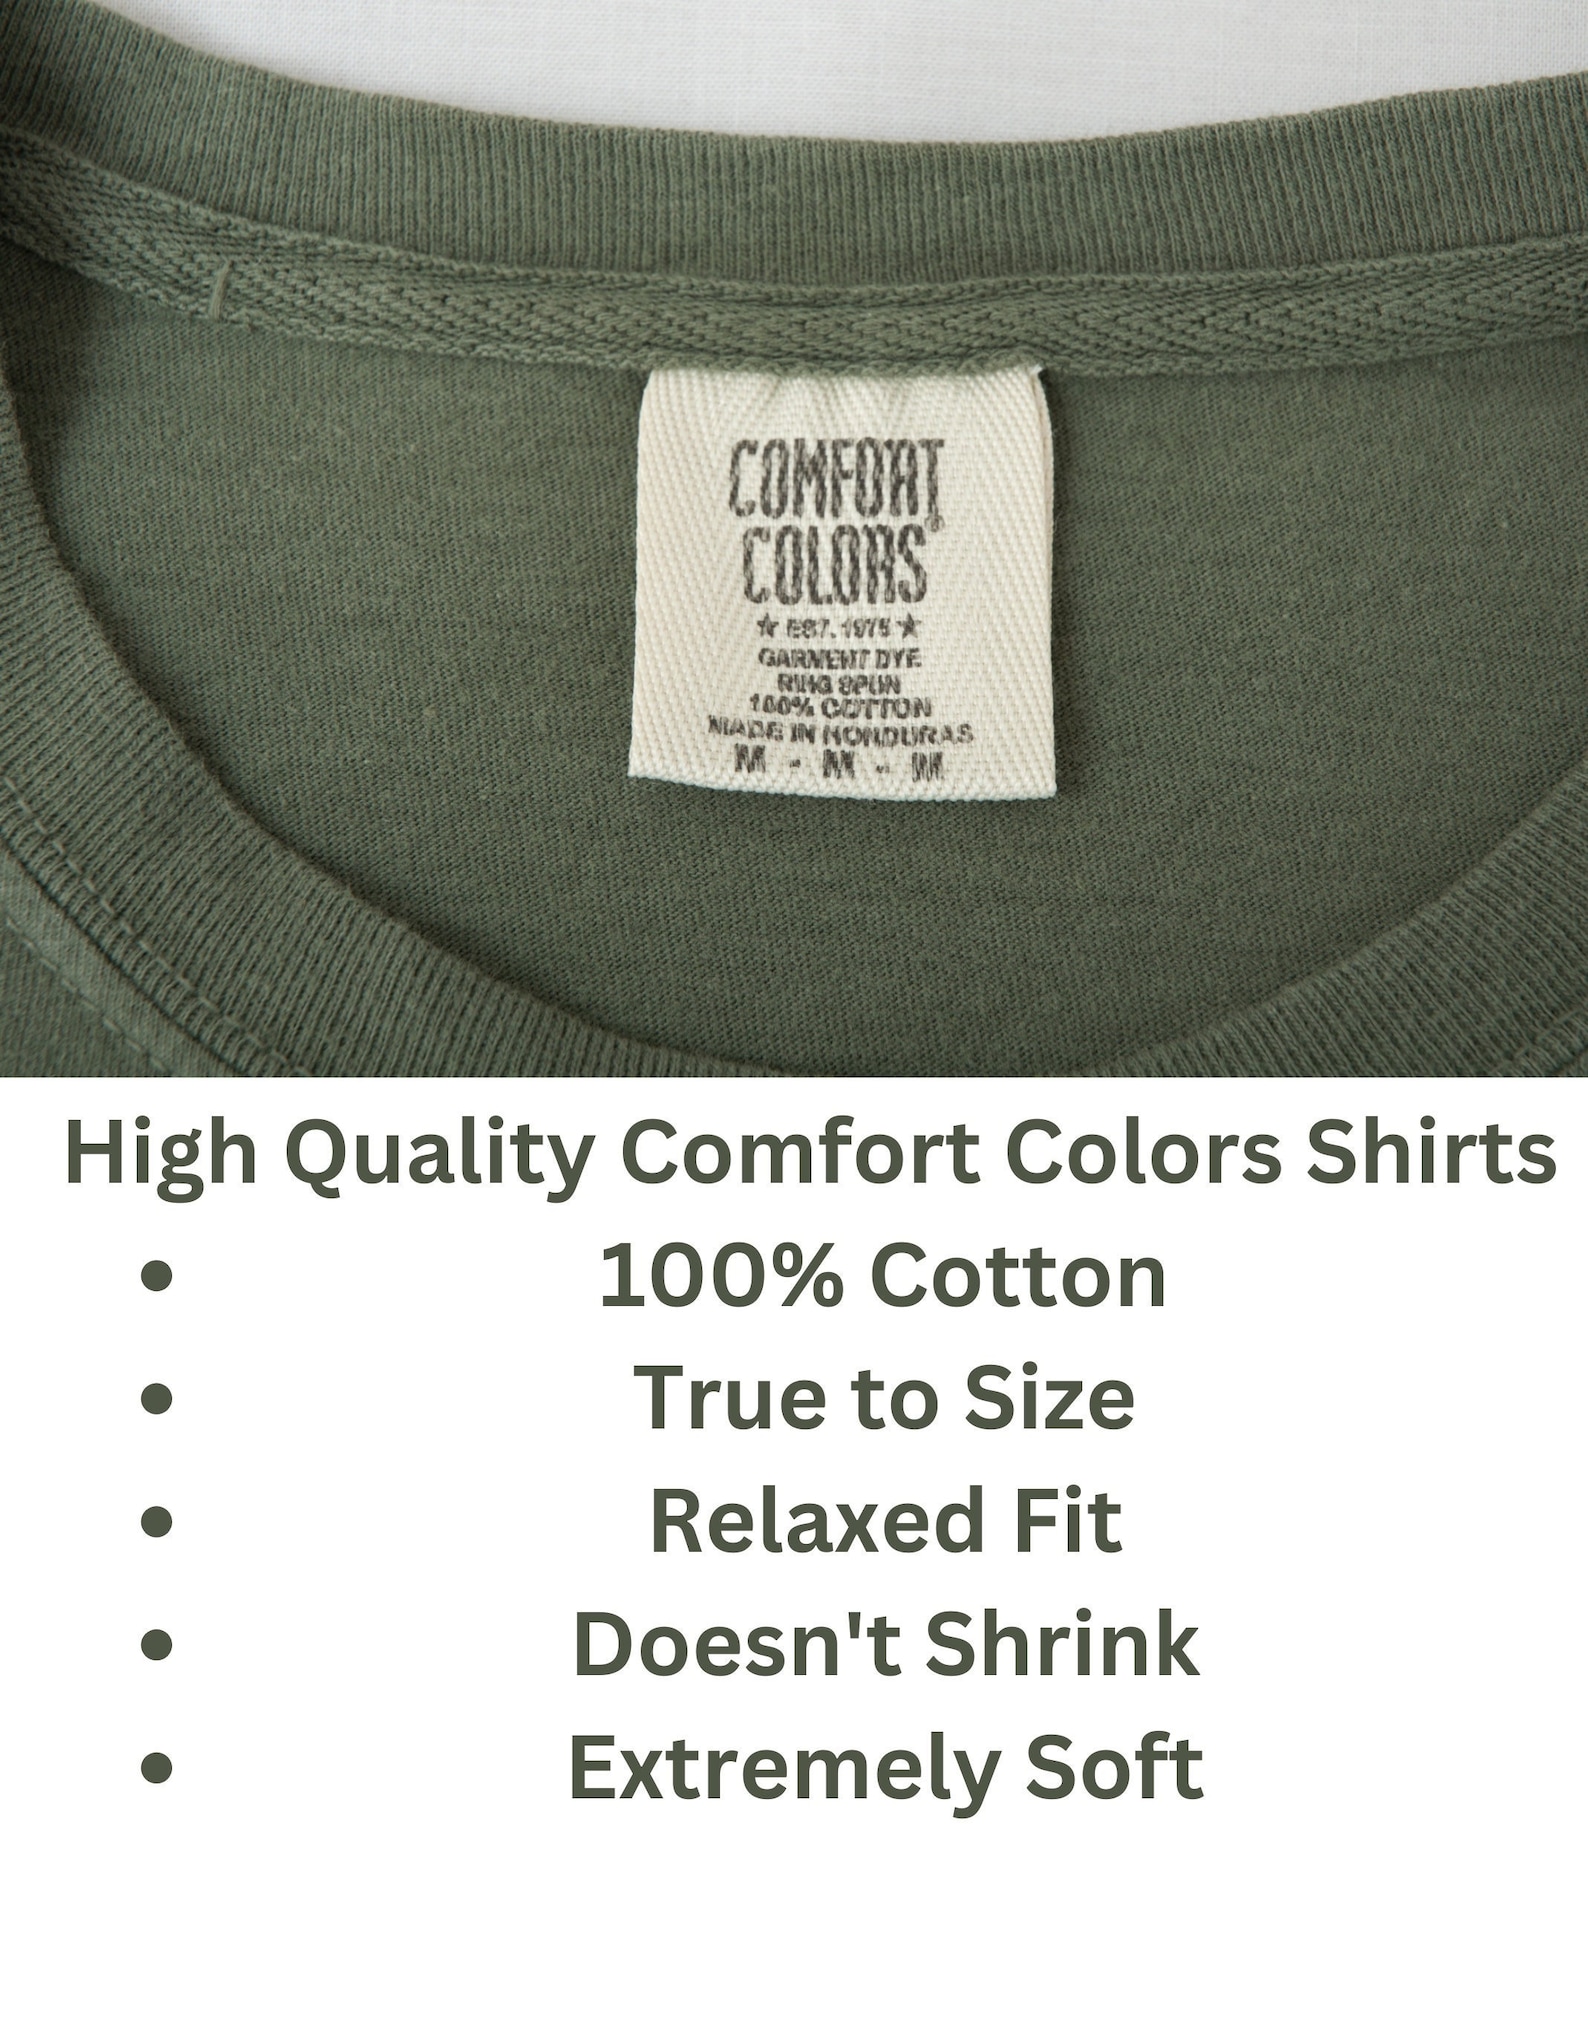 COMFORT
COLORS®
★ EST. 1975 ★
GARMENT DYE
RING SPUN
100% COTTON
MADE IN HONDURAS
M - M - M
High Quality Comfort Colors Shirts
• 100% Cotton
• True to Size
• Relaxed Fit
• Doesn't Shrink
• Extremely Soft